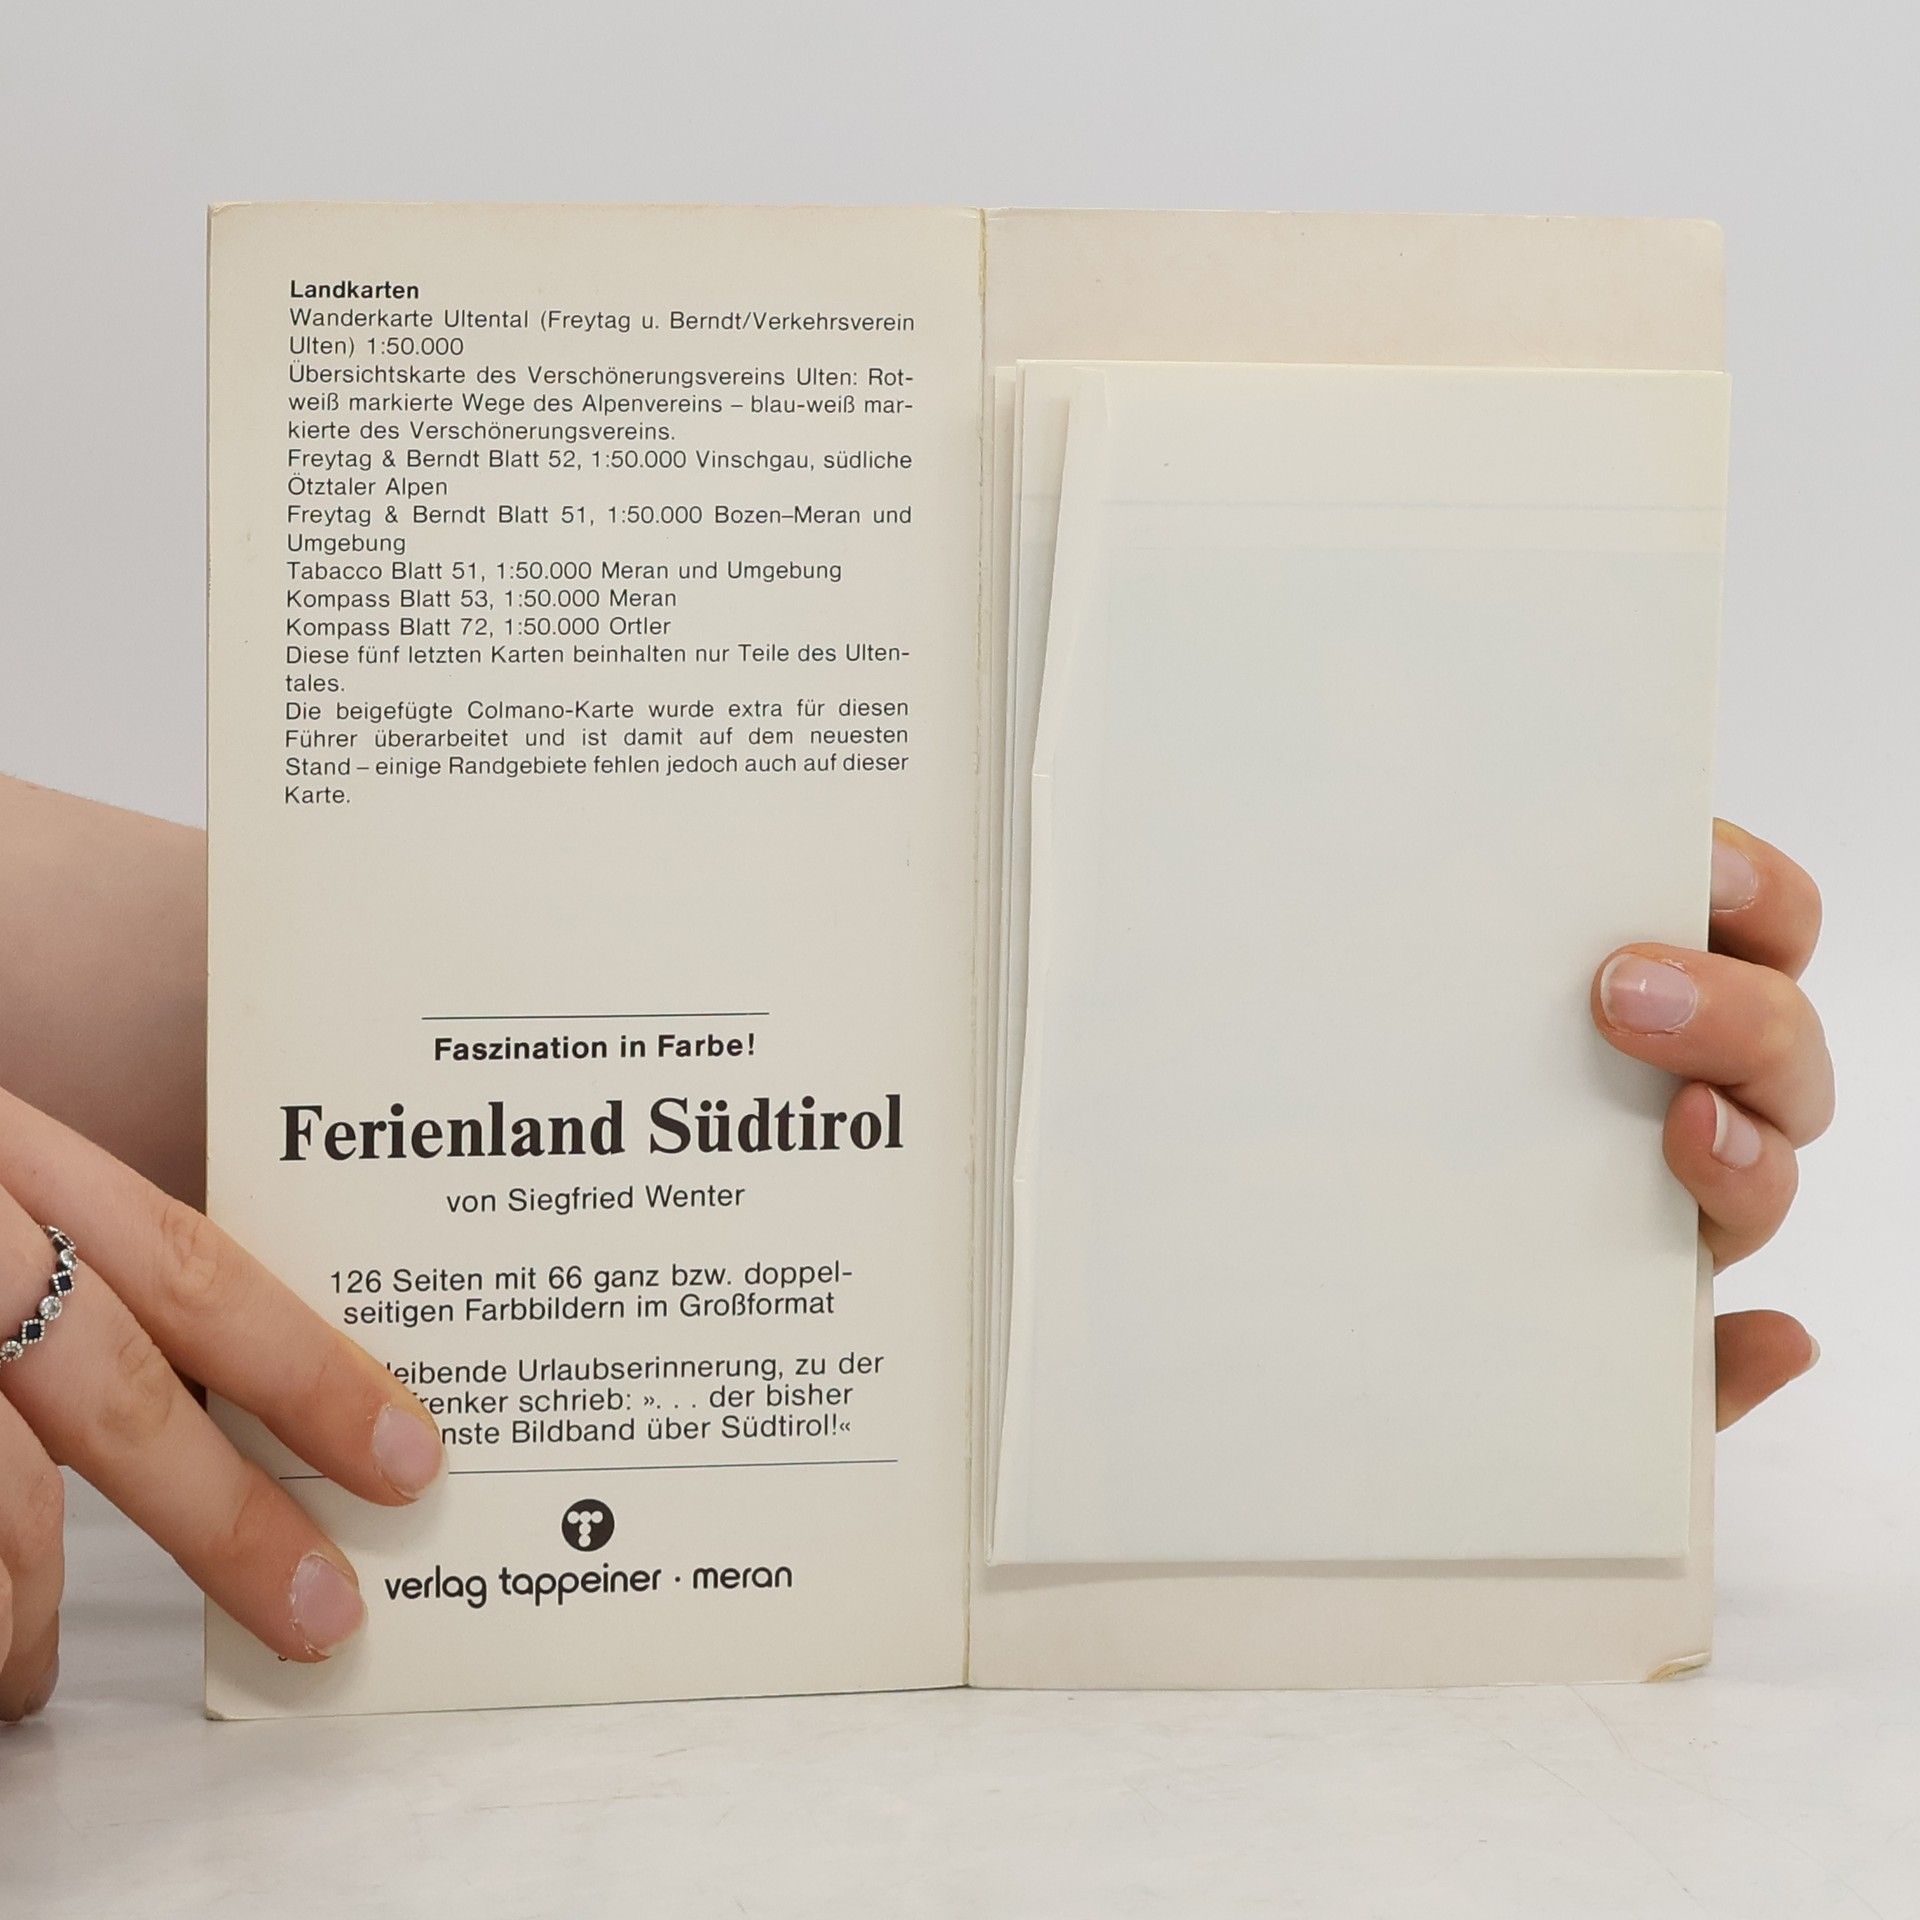 Landkarten
Wanderkarte Ultental (Freytag u. Berndt/Verkehrsverein
Ulten) 1:50.000
Übersichtskarte des Verschönerungsvereins Ulten: Rot-
weiß markierte Wege des Alpenvereins – blau-weiß mar-
kierte des Verschönerungsvereins.
Freytag & Berndt Blatt 52, 1:50.000 Vinschgau, südliche
Ötztaler Alpen
Freytag & Berndt Blatt 51, 1:50.000 Bozen–Meran und
Umgebung
Tabacco Blatt 51, 1:50.000 Meran und Umgebung
Kompass Blatt 53, 1:50.000 Meran
Kompass Blatt 72, 1:50.000 Ortler
Diese fünf letzten Karten beinhalten nur Teile des Ulten-
tales.
Die beigefügte Colmano-Karte wurde extra für diesen
Führer überarbeitet und ist damit auf dem neuesten
Stand – einige Randgebiete fehlen jedoch auch auf dieser
Karte.
Faszination in Farbe!
Ferienland Südtirol
von Siegfried Wenter
126 Seiten mit 66 ganz bzw. doppel-
seitigen Farbbildern im Großformat
eibende Urlaubserinnerung, zu der
renker schrieb: ». . . der bisher
nste Bildband über Südtirol!«
verlag tappeiner · meran